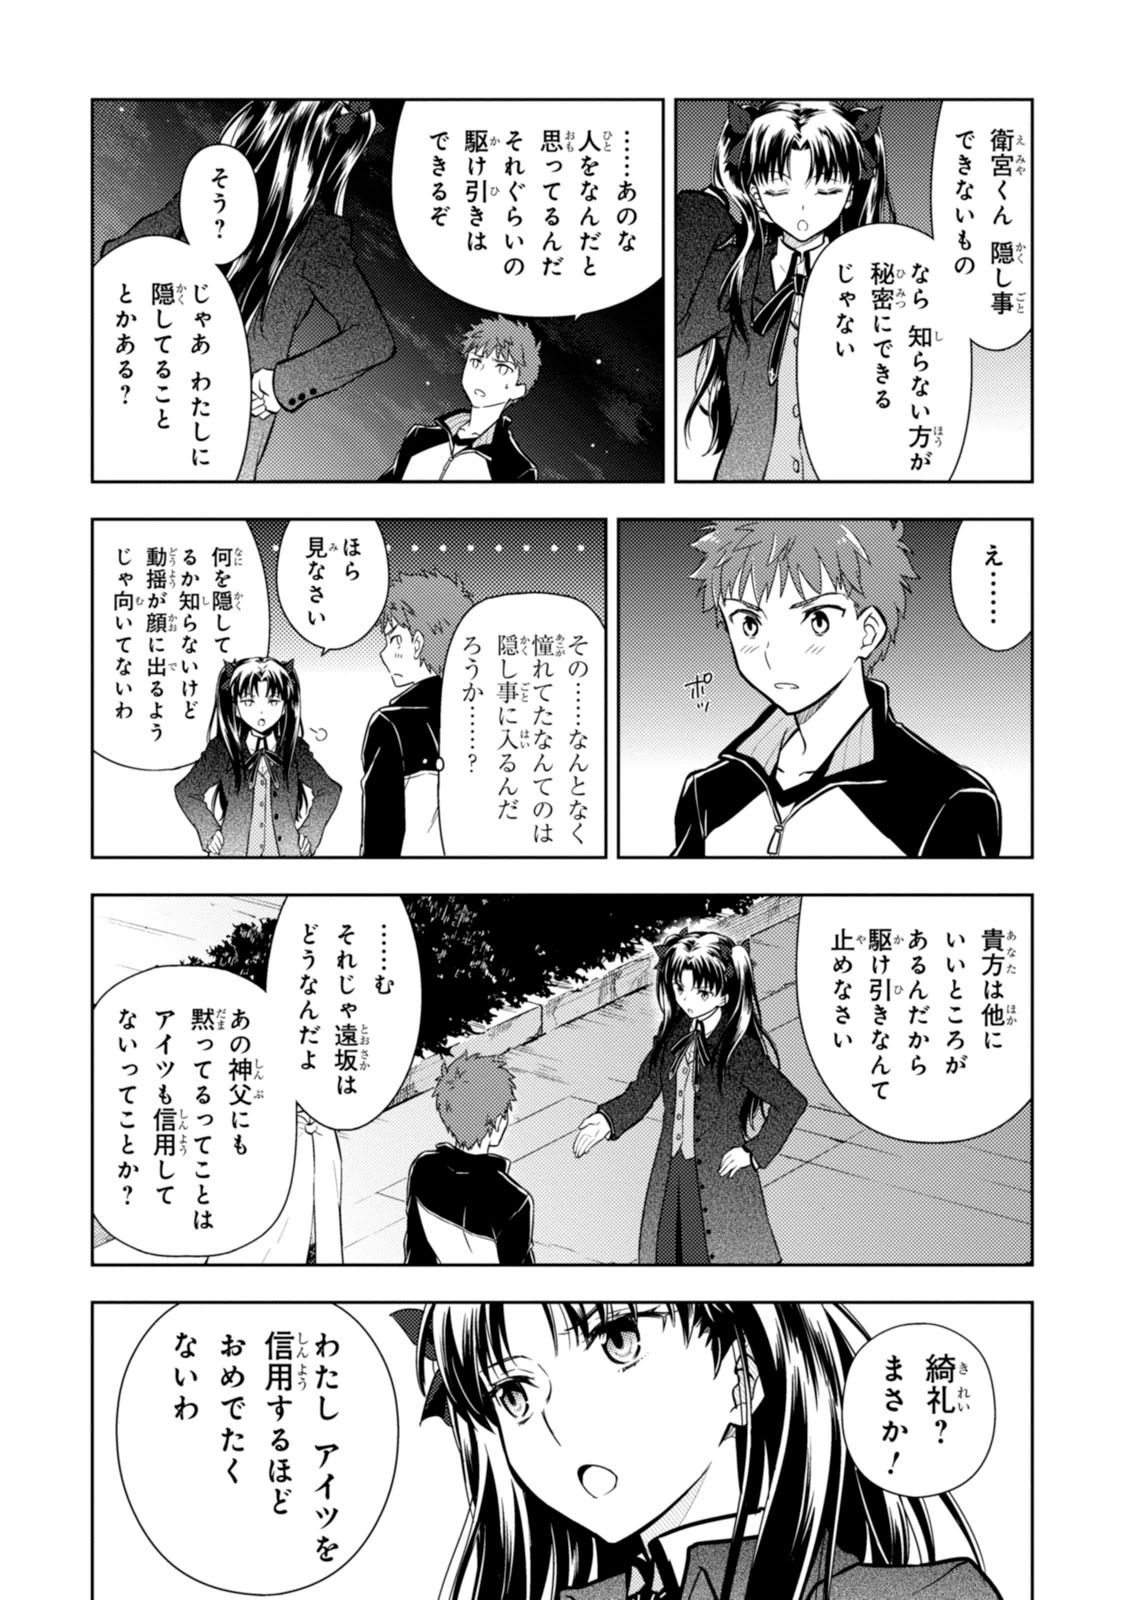 衛宮くん 隠し事
できないもの
なら 知らない方が
秘密にできる
じゃない
……あのな
人をなんだと
思ってるんだ
それぐらいの
駆け引きは
できるぞ
そう？
じゃあ わたしに
隠してること
とかある？
え……
ポッ
その……なんとなく
憧れてたなんてのは
隠し事に入るんだ
ろうか……？
ほら
見なさい
何を隠して
るか知らないけど
動揺が顔に出るよう
じゃ向いてないわ
貴方は他に
いいところが
あるんだから
駆け引きなんて
止めなさい
……む
それじゃ遠坂は
どうなんだよ
あの神父にも
黙ってるってことは
アイツも信用して
ないってことか？
綺礼？
まさか！
わたし アイツを
信用するほど
おめでたく
ないわ